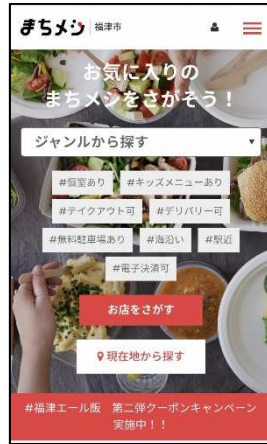 まちメシ 福津市
お気に入りの
まちメシをさがそう！
ジャンルから探す
#個室あり #キッズメニューあり
#テイクアウト可 #デリバリー可
#無料駐車場あり #海沿い #駅近
#電子決済可
お店をさがす
現在地から探す
#福津エール飯 第二弾クーポンキャンペーン
実施中！！